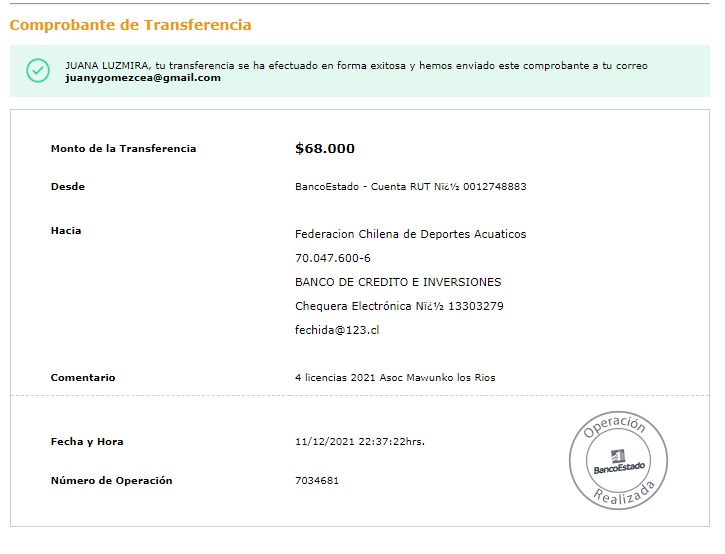 Comprobante de Transferencia
JUANA LUZMIRA, tu transferencia se ha efectuado en forma exitosa y hemos enviado este comprobante a tu correo
juanygomezcea@gmail.com
Monto de la Transferencia $68.000
Desde BancoEstado - Cuenta RUT Nï¿½ 0012748883
Hacia Federacion Chilena de Deportes Acuaticos
70.047.600-6
BANCO DE CREDITO E INVERSIONES
Chequera Electrónica Nï¿½ 13303279
fechida@123.cl
Comentario 4 licencias 2021 Asoc Mawunko los Rios
Fecha y Hora 11/12/2021 22:37:22hrs.
Número de Operación 7034681
Operación
BancoEstado
Realizada